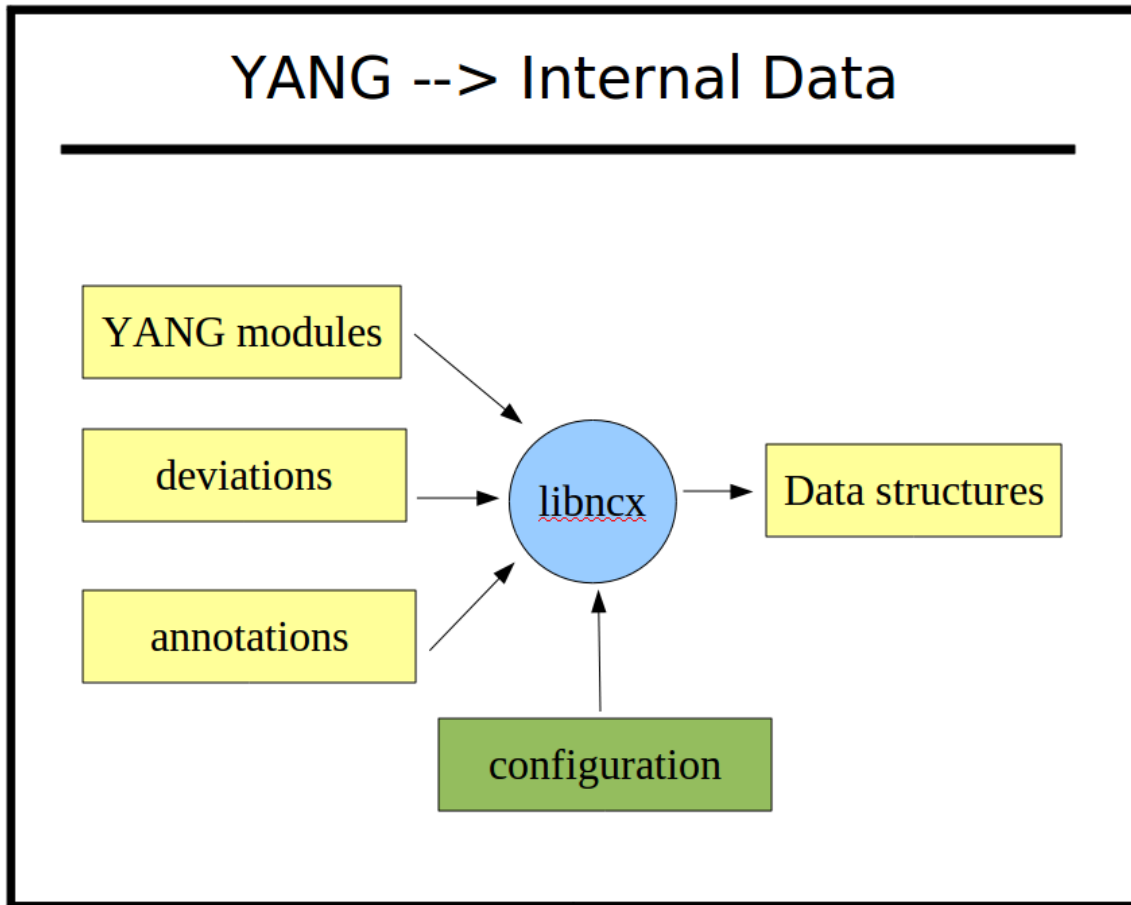 YANG --> Internal Data
YANG modules
deviations
libncx
Data structures
annotations
configuration